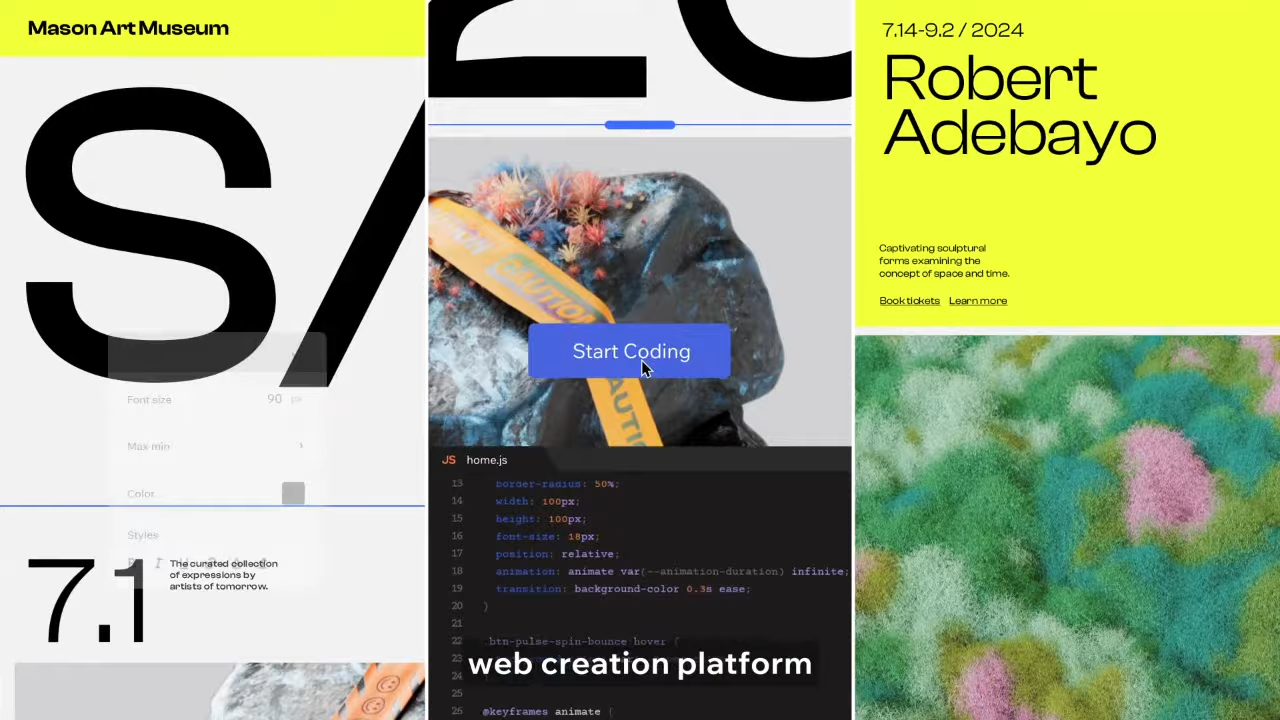 Mason Art Museum
S/
Font size 90 px
Max min
Color
Styles
7.1
The curated collection
of expressions by
artists of tomorrow.
CAUTION
Start Coding
JS home.js
13 border-radius: 50%;
14 width: 100px;
15 height: 100px;
16 font-size: 18px;
17 position: relative;
18 animation: animate var(--animation-duration) infinite;
19 transition: background-color 0.3s ease;
20 }
21
22 .btn-pulse-spin-bounce hover {
23
24
25
26 @keyframes animate {
web creation platform
7.14-9.2 / 2024
Robert
Adebayo
Captivating sculptural
forms examining the
concept of space and time.
Book tickets Learn more